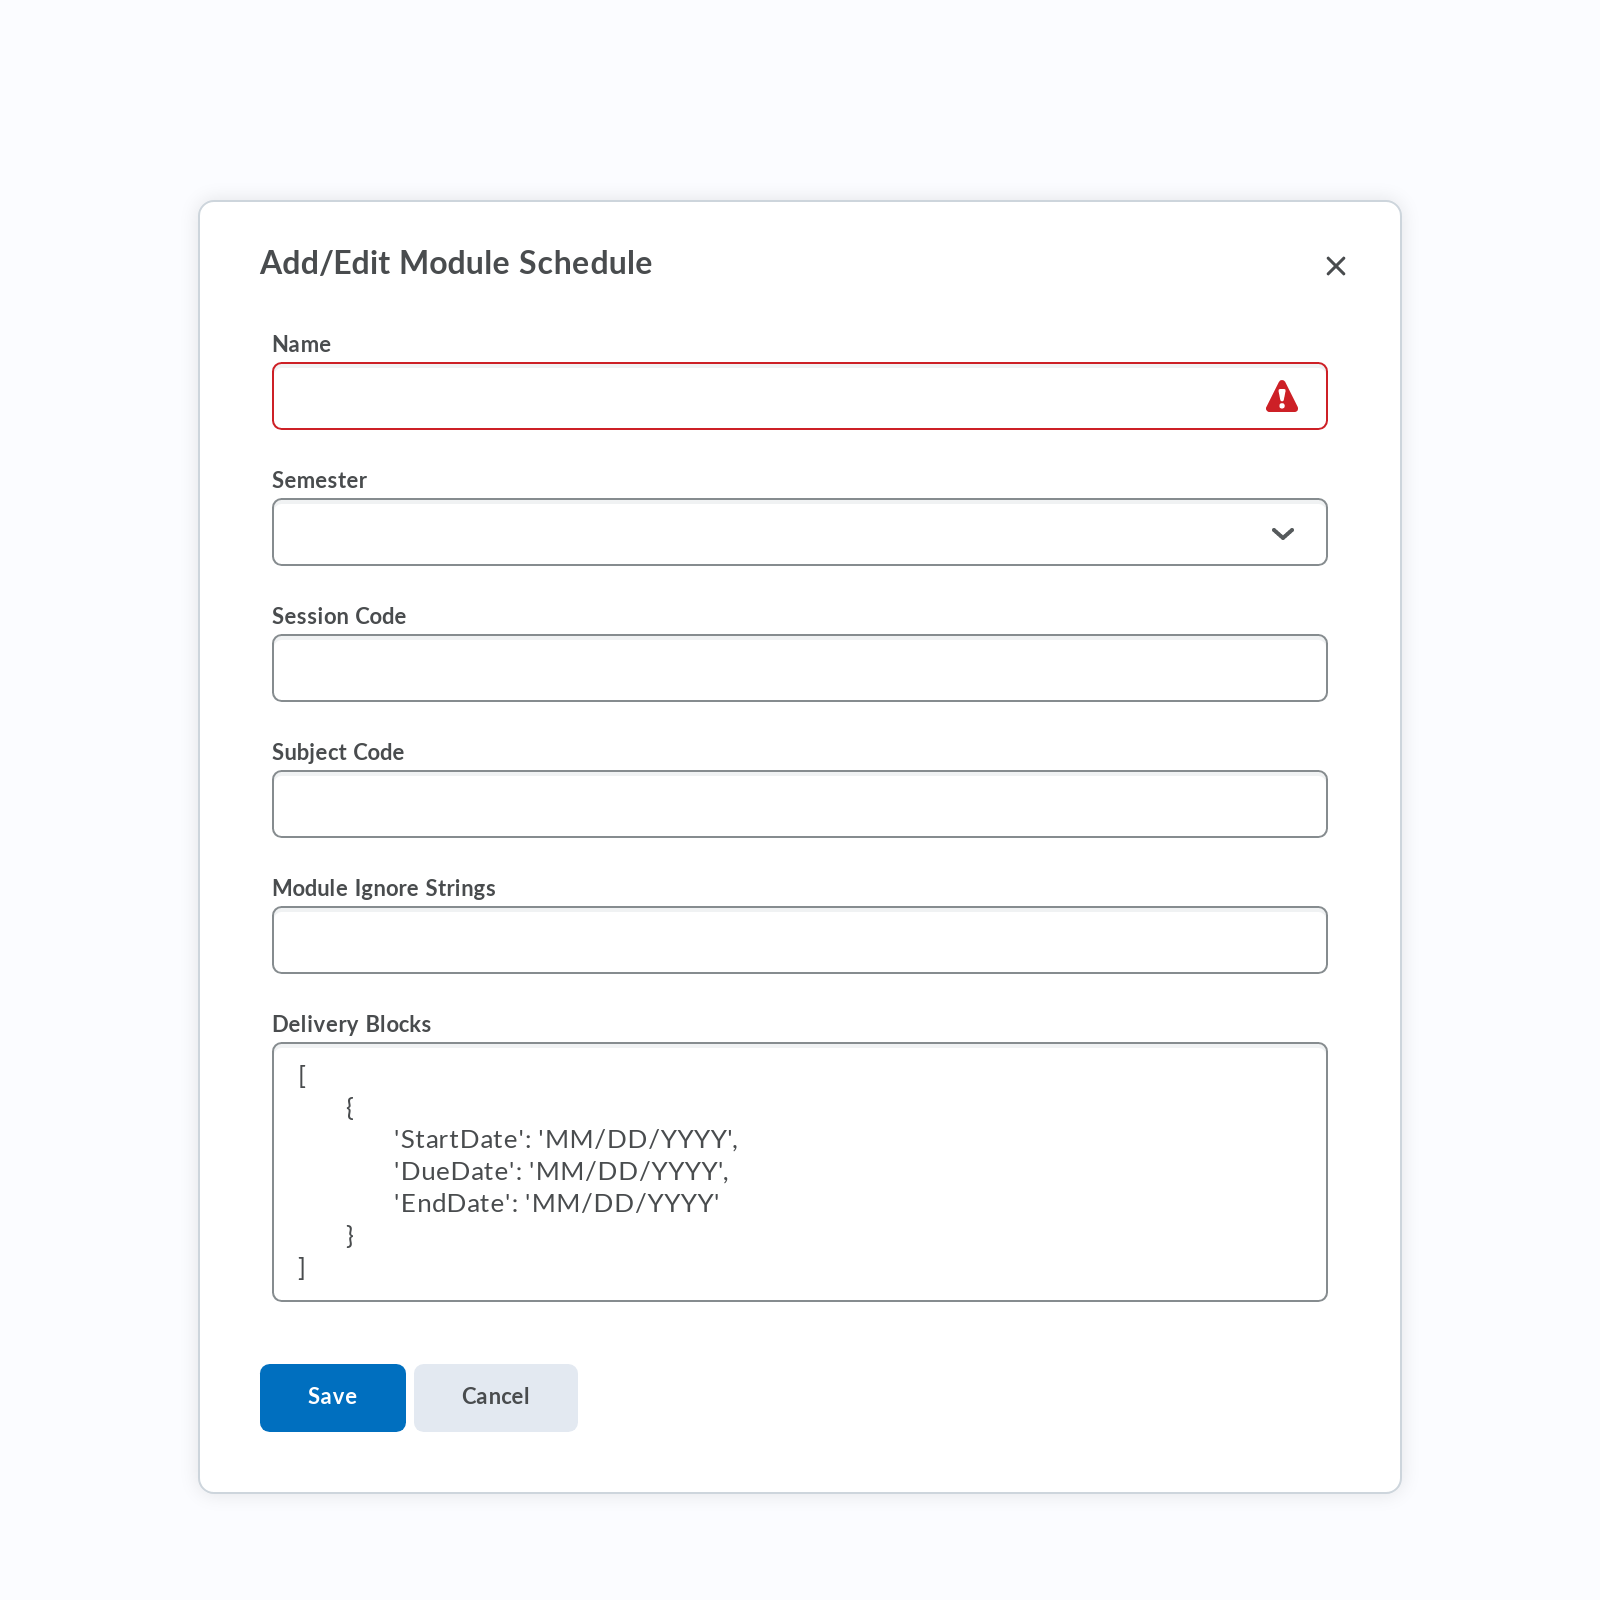 Add/Edit Module Schedule
Name
Semester
Session Code
Subject Code
Module Ignore Strings
Delivery Blocks
[
{
'StartDate': 'MM/DD/YYYY',
'DueDate': 'MM/DD/YYYY',
'EndDate': 'MM/DD/YYYY'
}
]
Save
Cancel